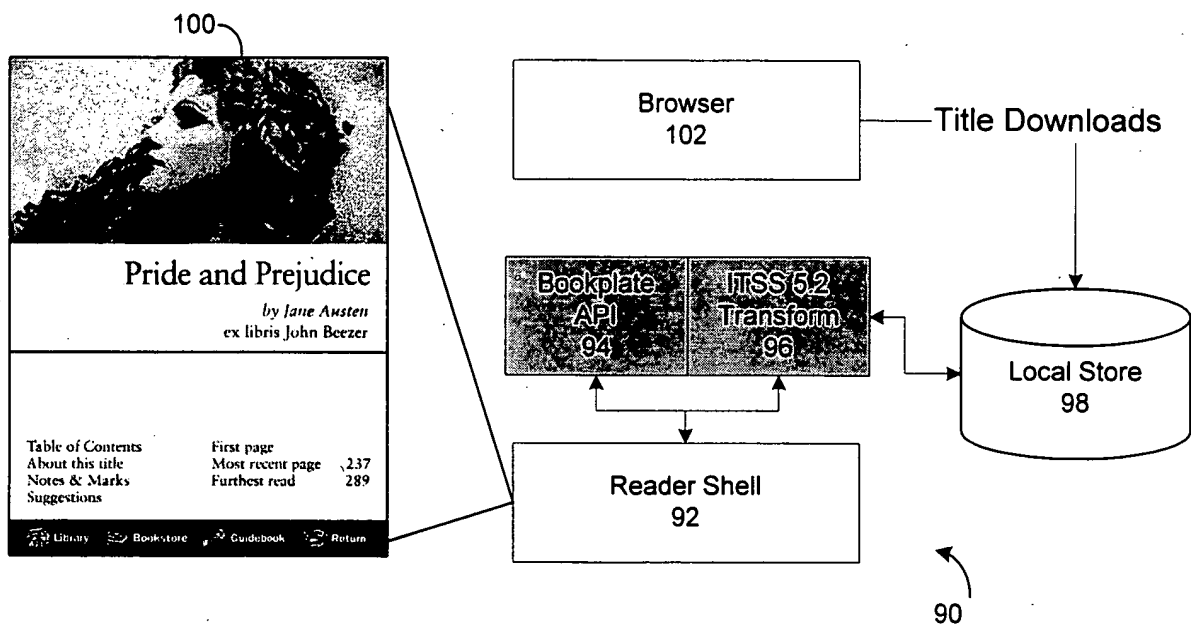 100
Pride and Prejudice
by Jane Austen
ex libris John Beezer
Table of Contents
About this title
Notes & Marks
Suggestions
First page
Most recent page 237
Furthest read 289
Library Bookstore Guidebook Return
Browser
102
Title Downloads
Bookplate
API
94
ITSS 5.2
Transform
96
Local Store
98
Reader Shell
92
90